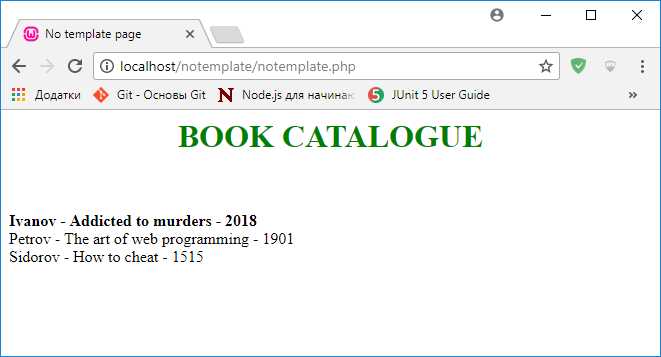 No template page
localhost/notemplate/notemplate.php
Додатки Git - Основы Git Node.js для начинаю JUnit 5 User Guide »
BOOK CATALOGUE
Ivanov - Addicted to murders - 2018
Petrov - The art of web programming - 1901
Sidorov - How to cheat - 1515